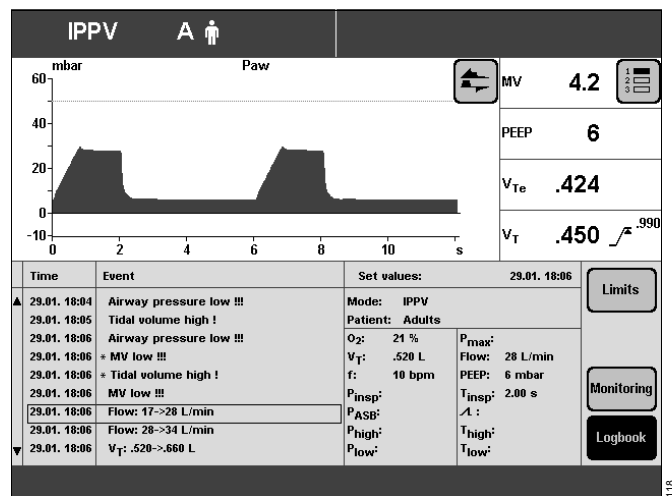 IPPV A
mbar Paw
60
40
20
0
-10
0 2 4 6 8 10 s
MV 4.2
1
2
3
PEEP 6
VTe .424
VT .450 .990
Time Event
29.01. 18:04 Airway pressure low !!!
29.01. 18:05 Tidal volume high !
29.01. 18:06 Airway pressure low !!!
29.01. 18:06 * MV low !!!
29.01. 18:06 * Tidal volume high !
29.01. 18:06 MV low !!!
29.01. 18:06 Flow: 17->28 L/min
29.01. 18:06 Flow: 28->34 L/min
29.01. 18:06 VT: .520->.660 L
Set values: 29.01. 18:06
Mode: IPPV
Patient: Adults
O2: 21 % Pmax:
VT: .520 L Flow: 28 L/min
f: 10 bpm PEEP: 6 mbar
Pinsp: Tinsp: 2.00 s
PASB:
Phigh: Thigh:
Plow: Tlow:
Limits
Monitoring
Logbook